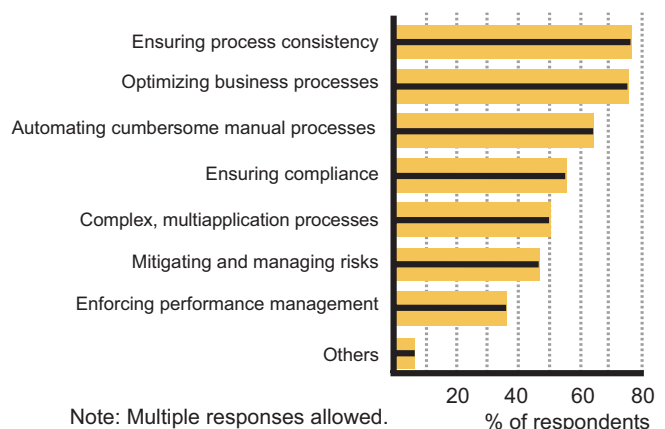 Ensuring process consistency
Optimizing business processes
Automating cumbersome manual processes
Ensuring compliance
Complex, multiapplication processes
Mitigating and managing risks
Enforcing performance management
Others
20 40 60 80
Note: Multiple responses allowed.
% of respondents